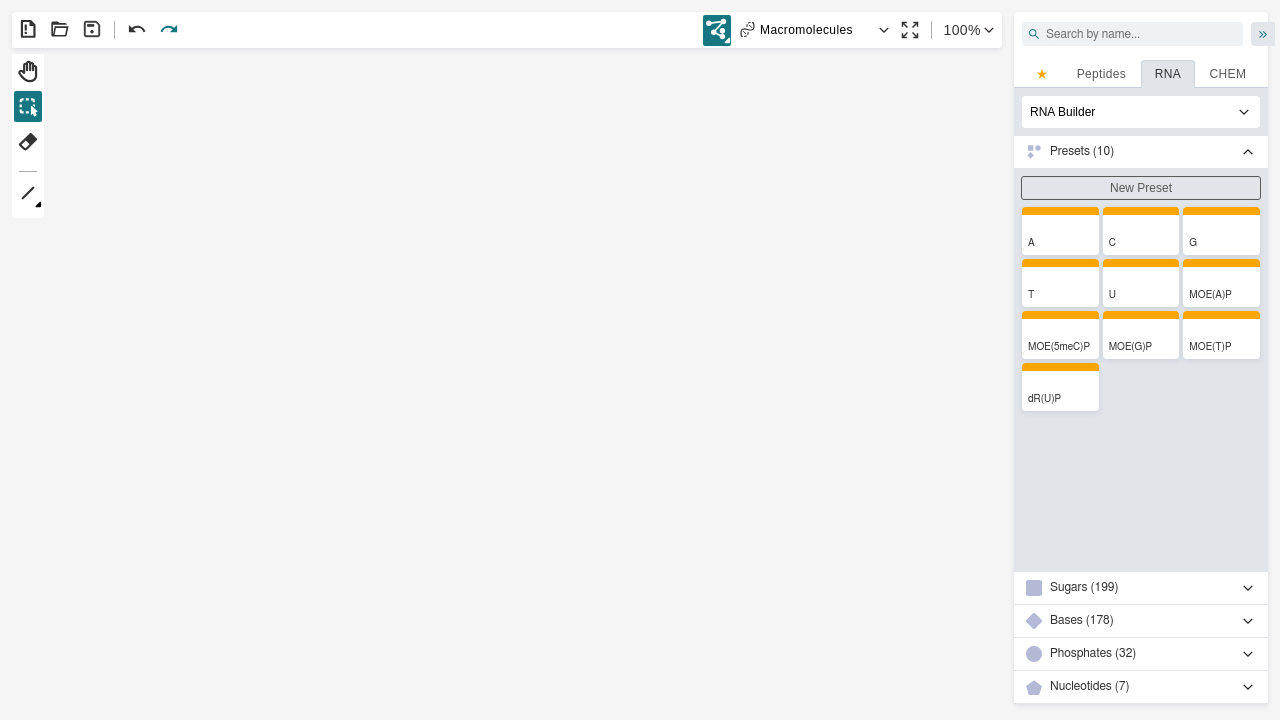 Macromolecules
100%
Search by name...
Peptides
RNA
CHEM
RNA Builder
Presets (10)
New Preset
A
C
G
T
U
MOE(A)P
MOE(5meC)P
MOE(G)P
MOE(T)P
dR(U)P
Sugars (199)
Bases (178)
Phosphates (32)
Nucleotides (7)